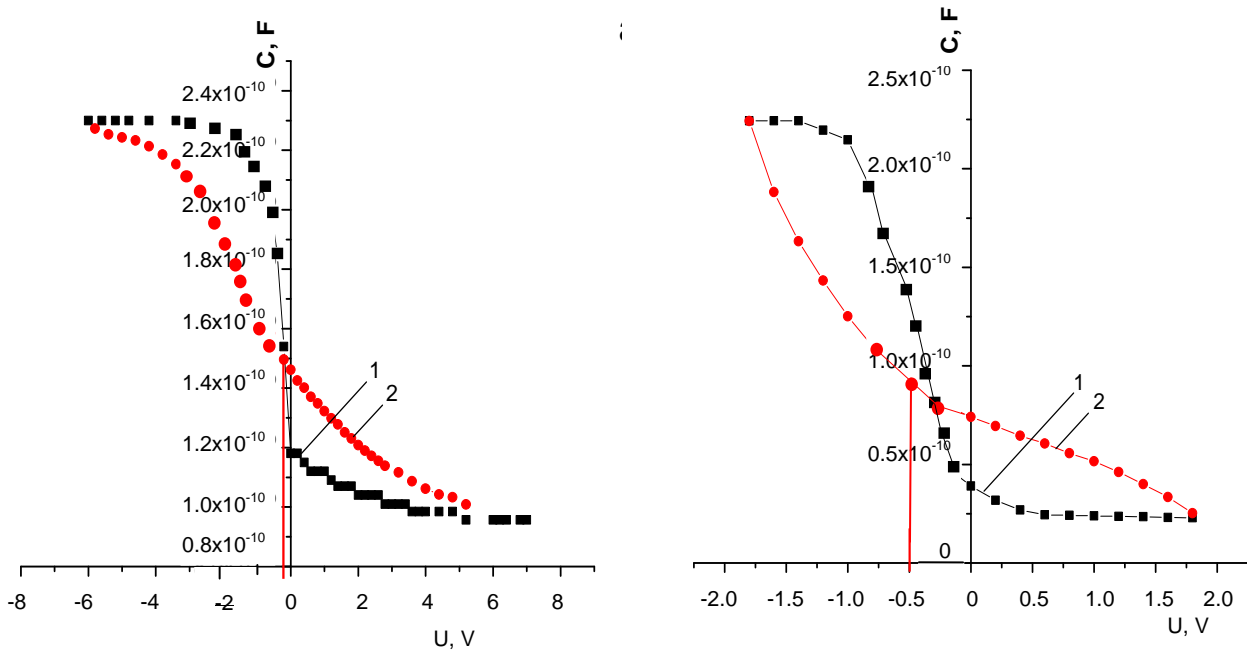 C, F
2.4x10⁻¹⁰
2.2x10⁻¹⁰
2.0x10⁻¹⁰
1.8x10⁻¹⁰
1.6x10⁻¹⁰
1.4x10⁻¹⁰
1.2x10⁻¹⁰
1.0x10⁻¹⁰
0.8x10⁻¹⁰
1
2
-8 -6 -4 -2 0 2 4 6 8
U, V
C, F
2.5x10⁻¹⁰
2.0x10⁻¹⁰
1.5x10⁻¹⁰
1.0x10⁻¹⁰
0.5x10⁻¹⁰
0
1
2
-2.0 -1.5 -1.0 -0.5 0 0.5 1.0 1.5 2.0
U, V